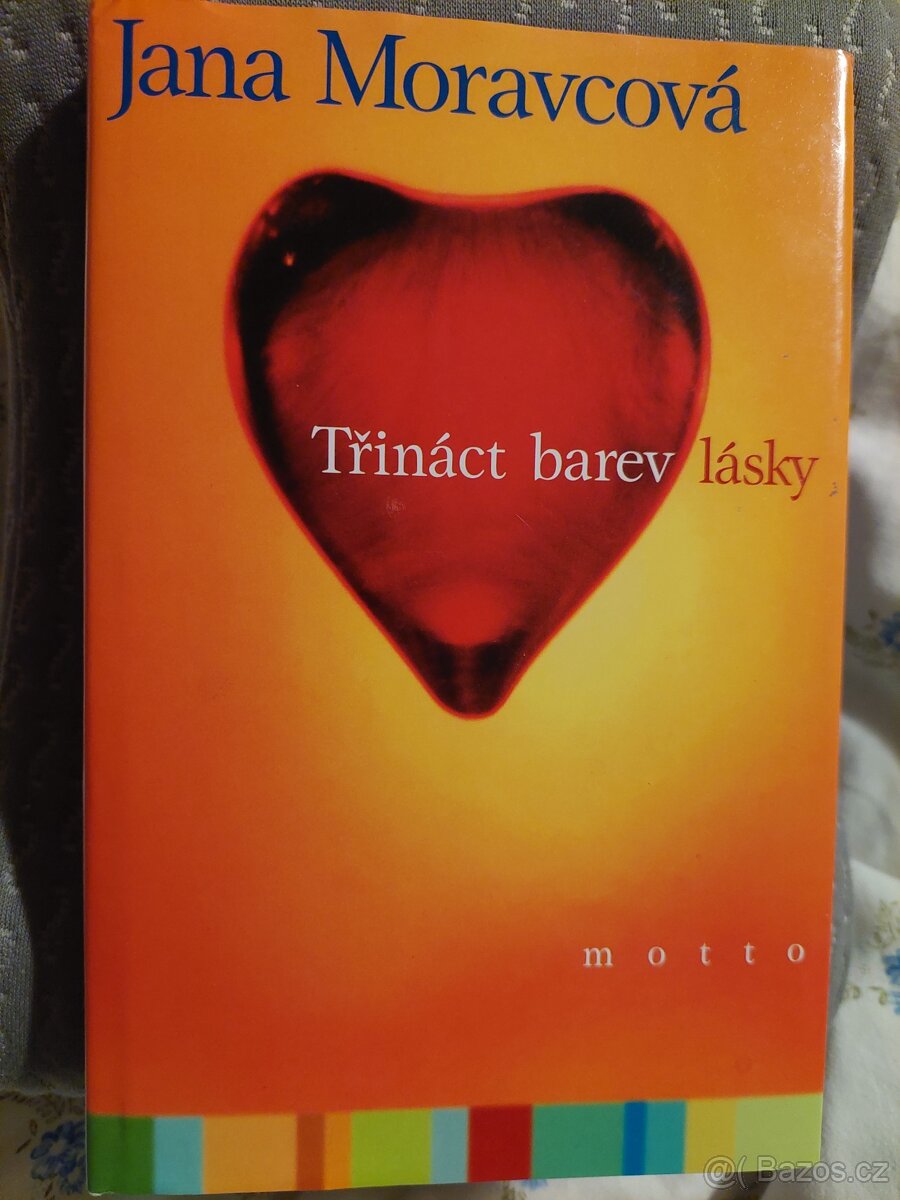 Jana Moravcová
Třináct barev lásky
motto
@( Bazos.cz